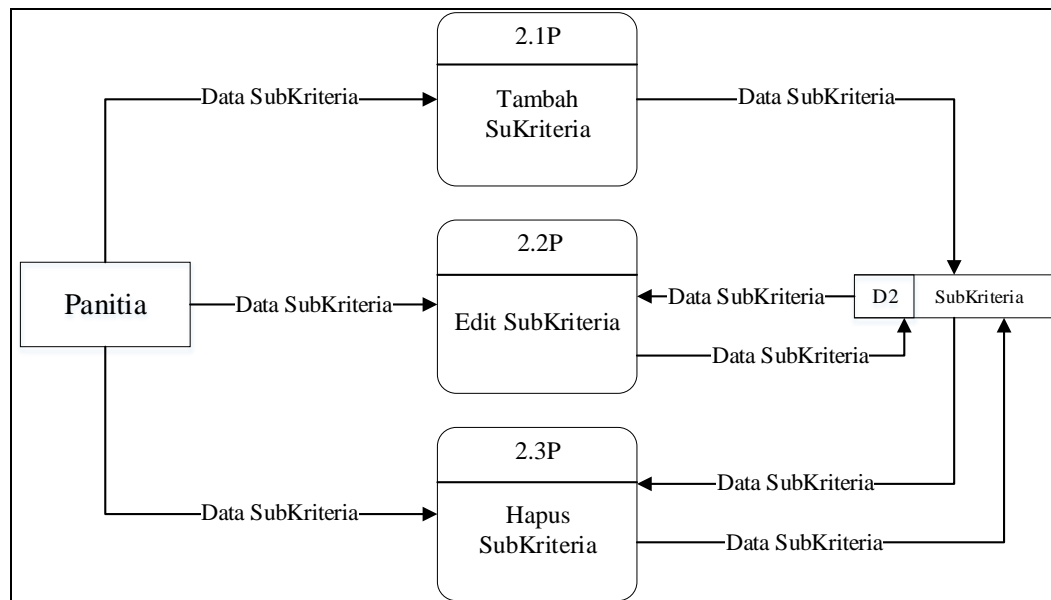 2.1P
Data SubKriteria
Tambah
SuKriteria
Data SubKriteria
2.2P
Panitia
Data SubKriteria
Edit SubKriteria
Data SubKriteria
D2
SubKriteria
Data SubKriteria
2.3P
Data SubKriteria
Hapus
SubKriteria
Data SubKriteria
Data SubKriteria